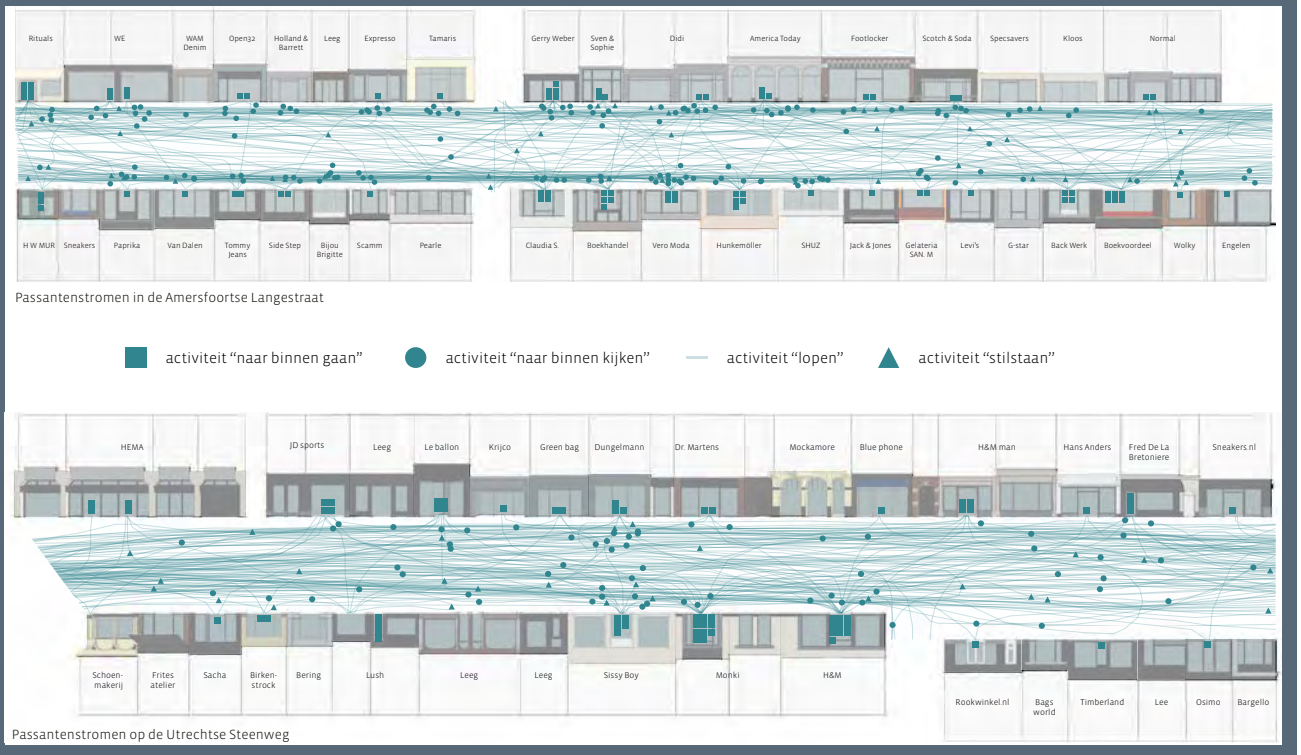 Rituals
WE
WAM
Denim
Open32
Holland &
Barrett
Leeg
Expresso
Tamaris
Gerry Weber
Sven &
Sophie
Didi
America Today
Footlocker
Scotch & Soda
Specsavers
Kloos
Normal
H W MUR
Sneakers
Paprika
Van Dalen
Tommy
Jeans
Side Step
Bijou
Brigitte
Scamm
Pearle
Claudia S.
Boekhandel
Vero Moda
Hunkemöller
SHUZ
Jack & Jones
Gelateria
SAN. M
Levi's
G-star
Back Werk
Boekvoordeel
Wolky
Engelen
Passantenstromen in de Amersfoortse Langestraat
activiteit “naar binnen gaan”
activiteit “naar binnen kijken”
activiteit “lopen”
activiteit “stilstaan”
HEMA
JD sports
Leeg
Le ballon
Krijco
Green bag
Dungelmann
Dr. Martens
Mockamore
Blue phone
H&M man
Hans Anders
Fred De La
Bretoniere
Sneakers.nl
Schoen-
makerij
Frites
atelier
Sacha
Birken-
strock
Bering
Lush
Leeg
Leeg
Sissy Boy
Monki
H&M
Rookwinkel.nl
Bags
world
Timberland
Lee
Osimo
Bargello
Passantenstromen op de Utrechtse Steenweg